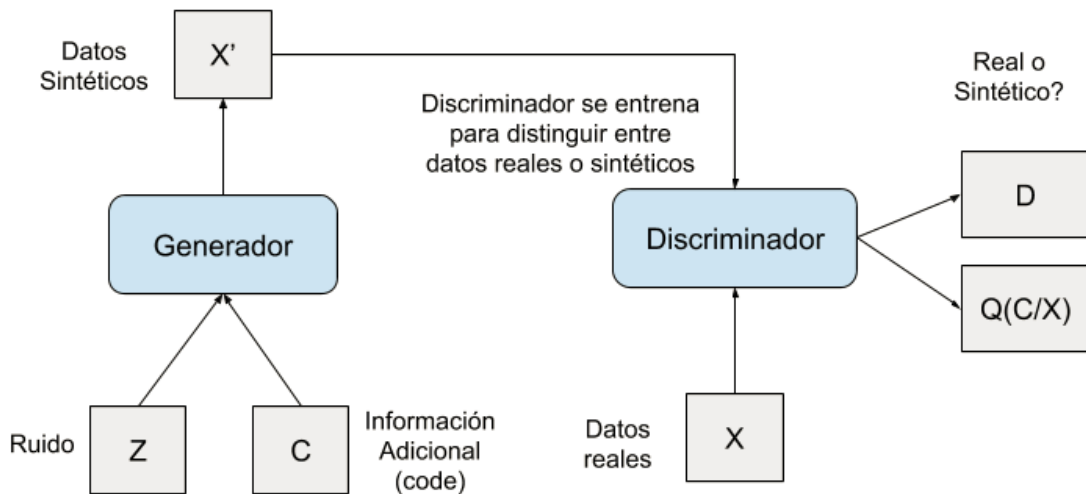 Datos
Sintéticos
X’
Discriminador se entrena
para distinguir entre
datos reales o sintéticos
Real o
Sintético?
Generador
Discriminador
D
Q(C/X)
Ruido
Z
C
Información
Adicional
(code)
Datos
reales
X